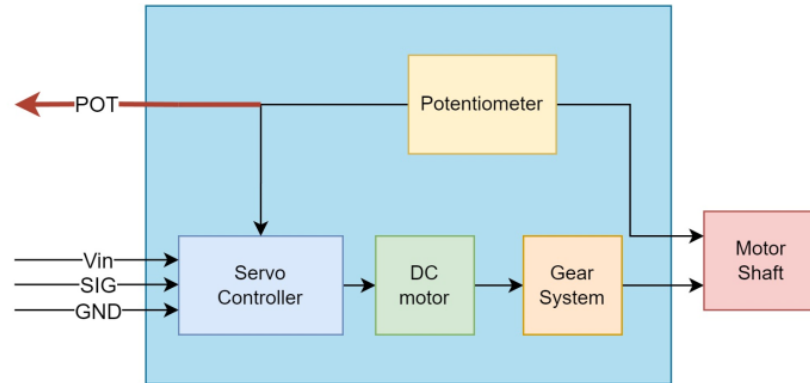 POT
Potentiometer
Vin
SIG
GND
Servo
Controller
DC
motor
Gear
System
Motor
Shaft